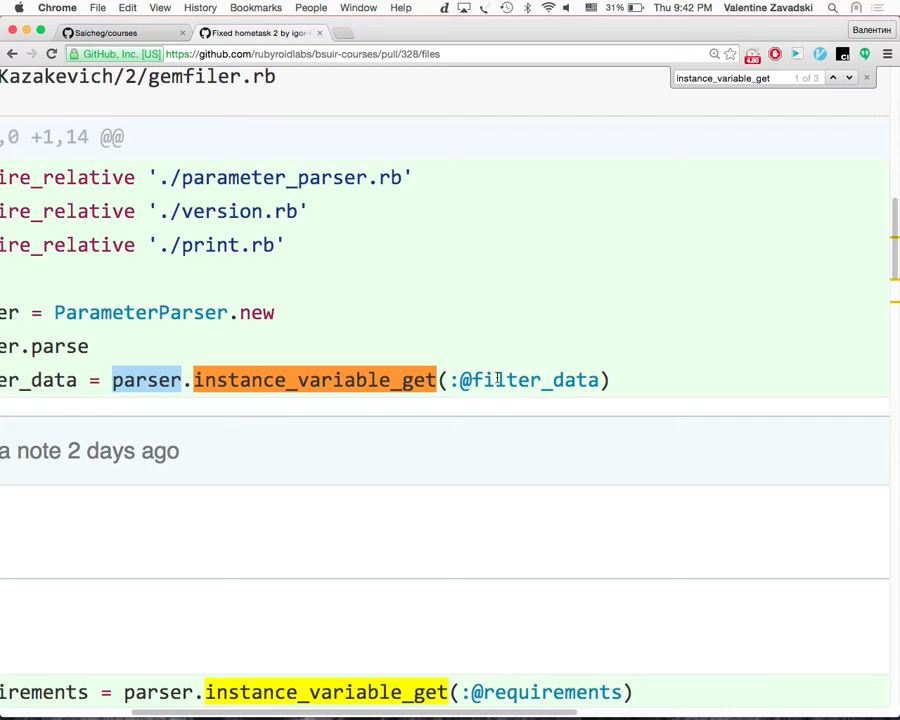 Chrome File Edit View History Bookmarks People Window Help 31% Thu 9:42 PM Valentine Zavadski
Saicheg/courses × Fixed hometask 2 by igor- × Валентин
GitHub, Inc. [US] https://github.com/rubyroidlabs/bsuir-courses/pull/328/files
Kazakevich/2/gemfiler.rb
instance_variable_get 1 of 3
,0 +1,14 @@
ire_relative './parameter_parser.rb'
ire_relative './version.rb'
ire_relative './print.rb'
er = ParameterParser.new
er.parse
er_data = parser.instance_variable_get(:@filter_data)
a note 2 days ago
irements = parser.instance_variable_get(:@requirements)